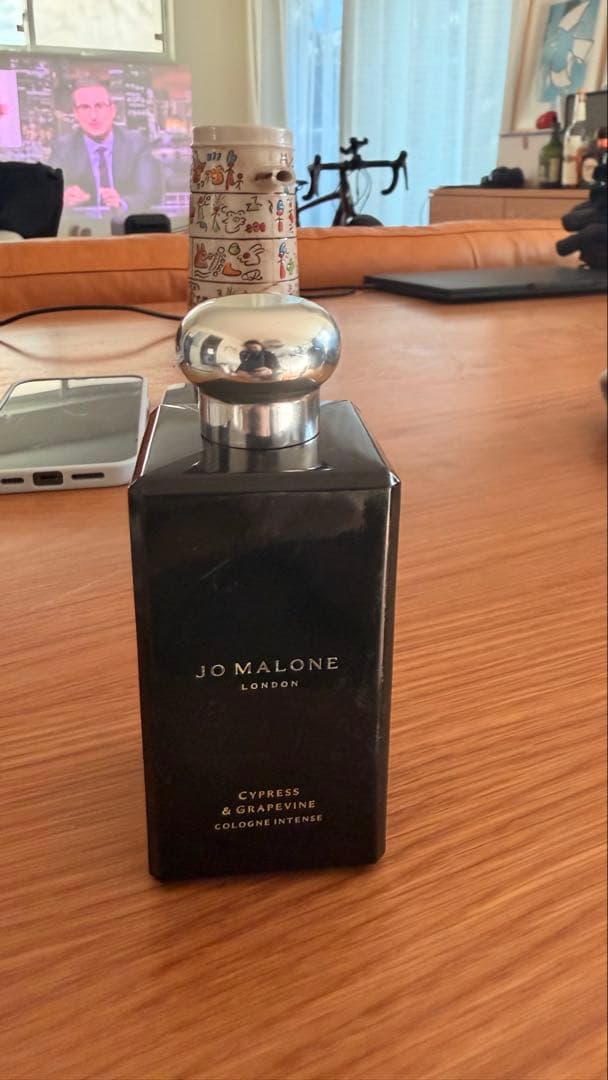 JO MALONE
LONDON
CYPRESS
& GRAPEVINE
COLOGNE INTENSE